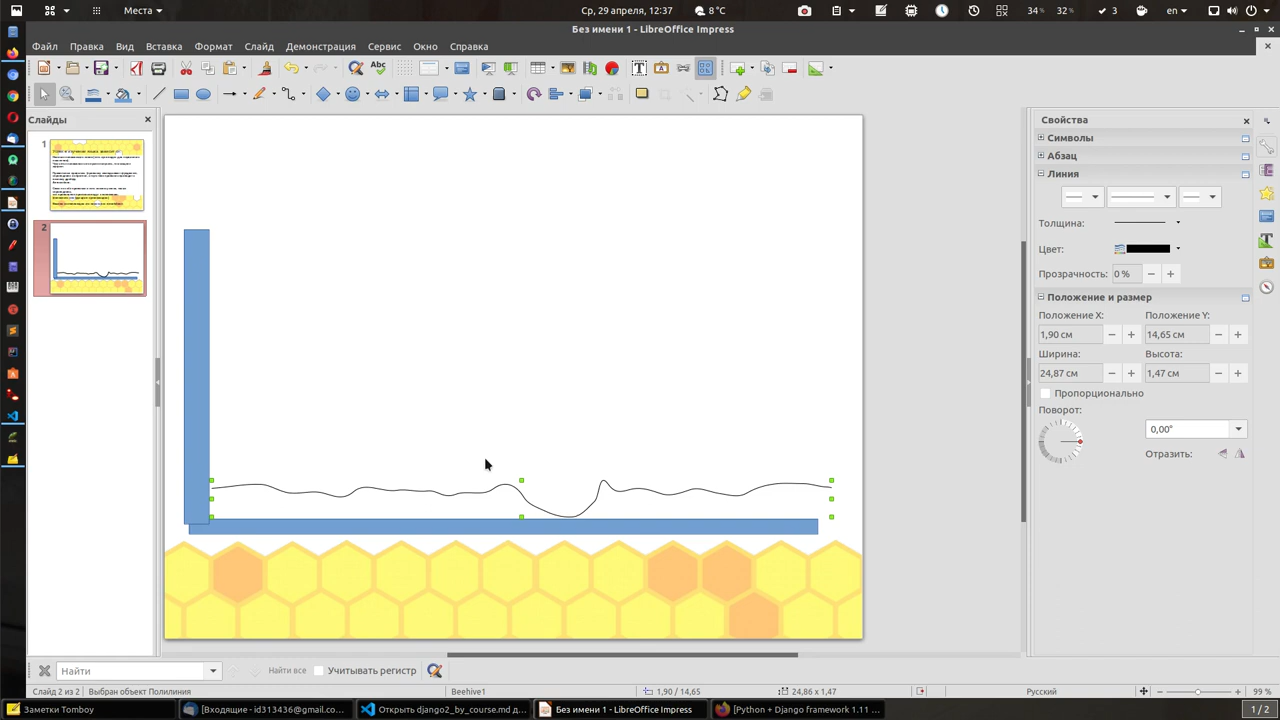 Места
Ср, 29 апреля, 12:37
8°C
34 %
32 %
3
en
Без имени 1 - LibreOffice Impress
Файл Правка Вид Вставка Формат Слайд Демонстрация Сервис Окно Справка
Слайды
1
2
Свойства
Символы
Абзац
Линия
Толщина:
Цвет:
Прозрачность: 0 %
Положение и размер
Положение X: Положение Y:
1,90 см 14,65 см
Ширина: Высота:
24,87 см 1,47 см
Пропорционально
Поворот:
0,00°
Отразить:
Найти Найти все Учитывать регистр
Слайд 2 из 2 Выбран объект Полилиния Beehive1 1,90 / 14,65 24,86 x 1,47 Русский 99 %
Заметки Tomboy [Входящие - id313436@gmail.co... Открыть django2_by_course.md д... Без имени 1 - LibreOffice Impress [Python + Django framework 1.11 ... 1 / 2